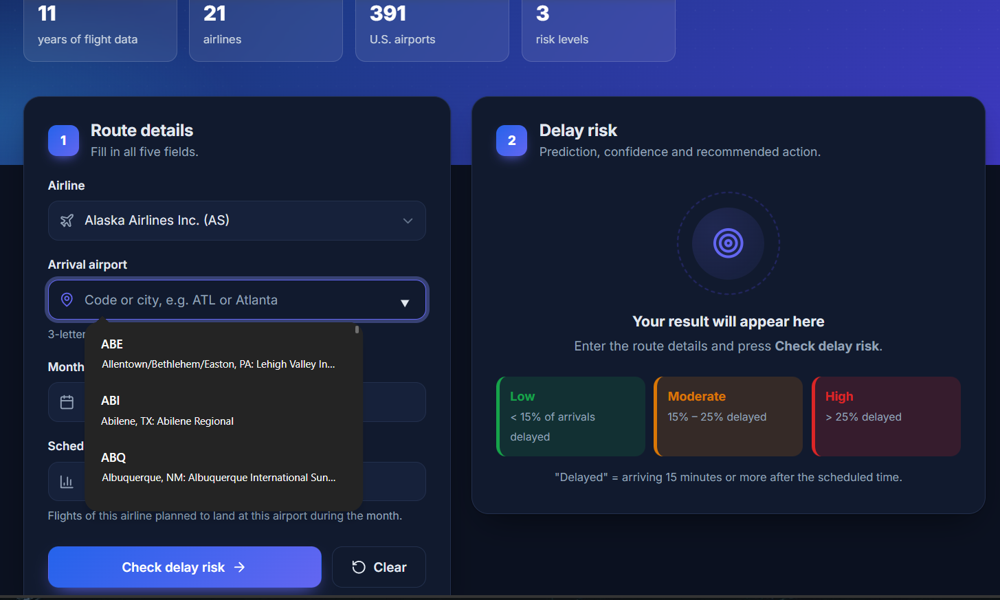 11
years of flight data
21
airlines
391
U.S. airports
3
risk levels
1
Route details
Fill in all five fields.
Airline
Alaska Airlines Inc. (AS)
Arrival airport
Code or city, e.g. ATL or Atlanta
3-letter
ABE
Allentown/Bethlehem/Easton, PA: Lehigh Valley In...
ABI
Abilene, TX: Abilene Regional
ABQ
Albuquerque, NM: Albuquerque International Sun...
Month
Sched
Flights of this airline planned to land at this airport during the month.
Check delay risk
Clear
2
Delay risk
Prediction, confidence and recommended action.
Your result will appear here
Enter the route details and press Check delay risk.
Low
< 15% of arrivals
delayed
Moderate
15% – 25% delayed
High
> 25% delayed
"Delayed" = arriving 15 minutes or more after the scheduled time.